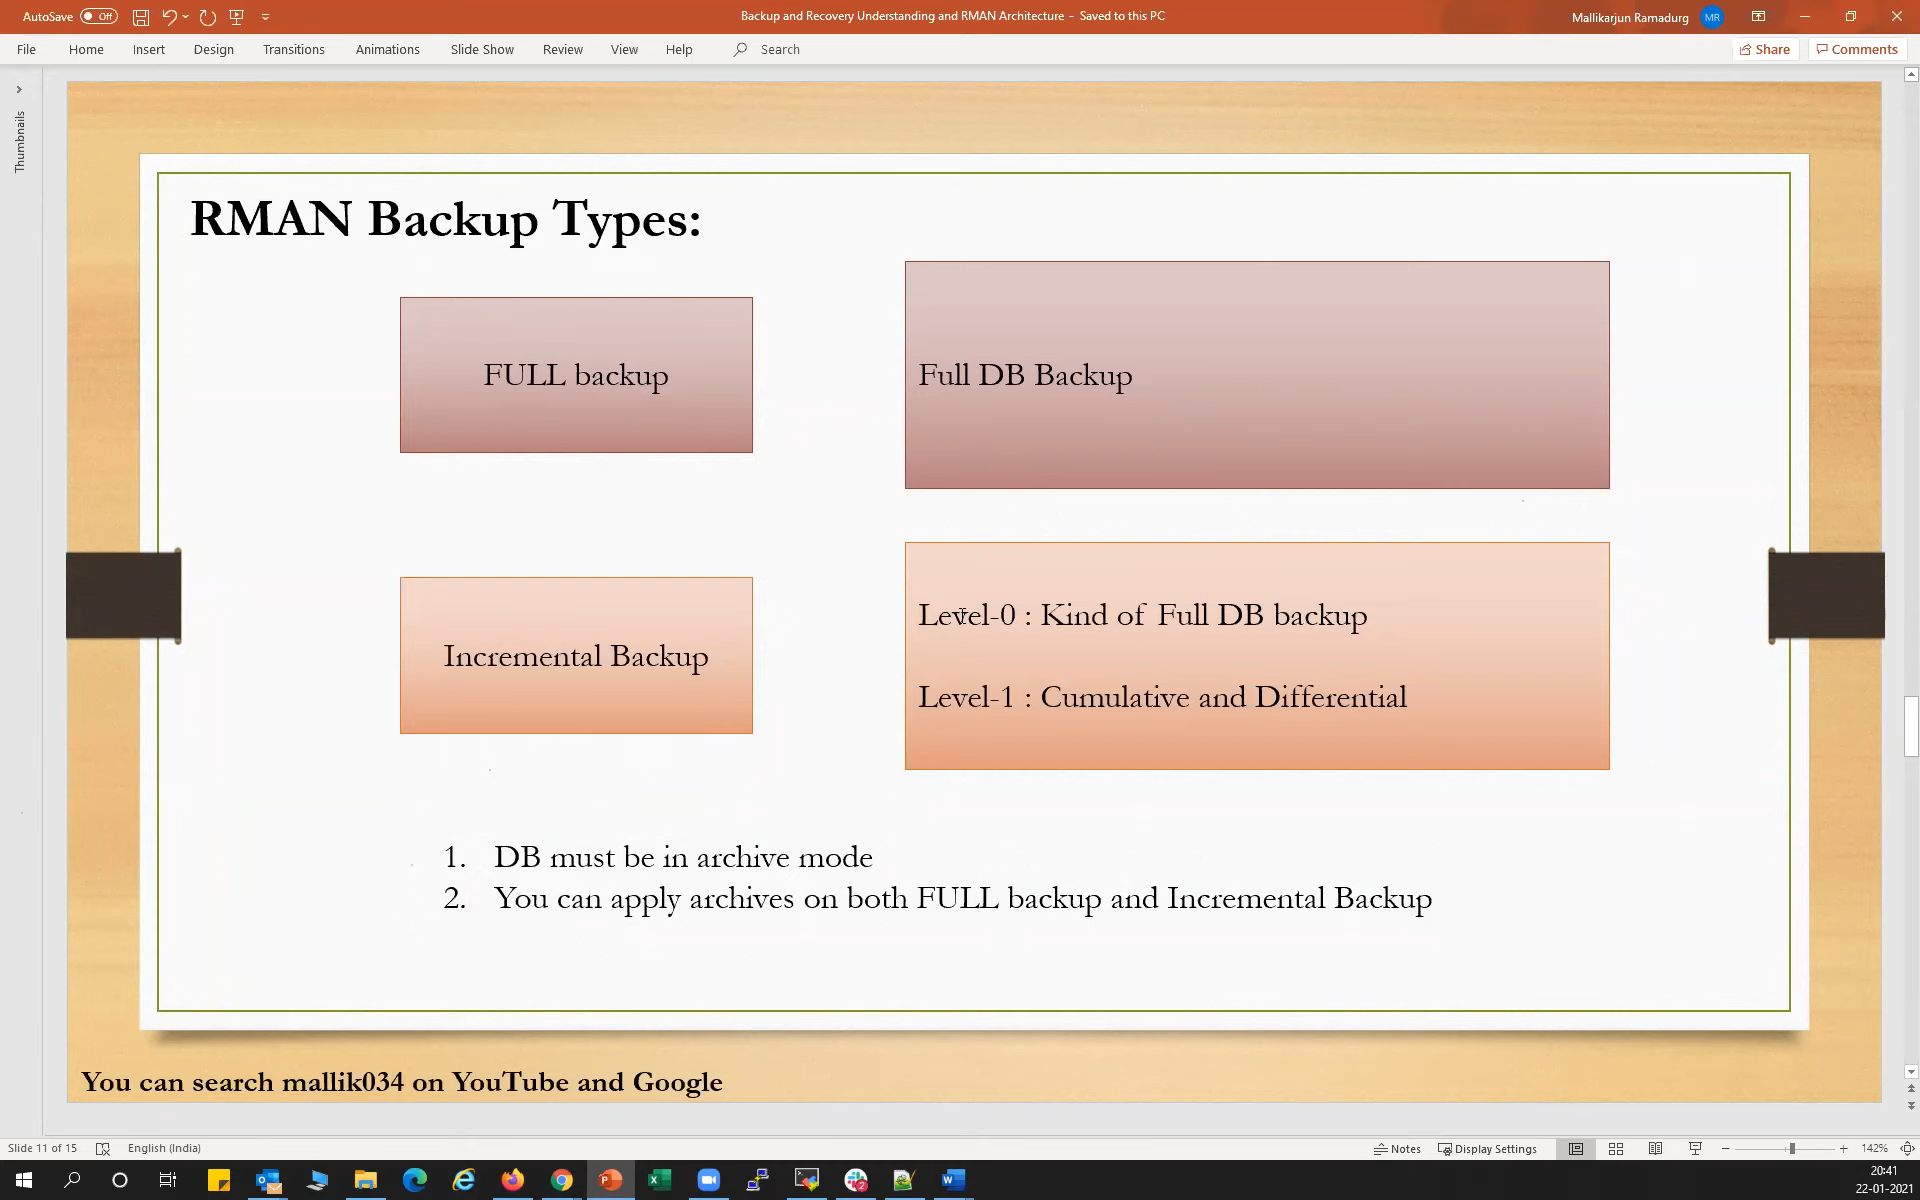 AutoSave Off
Backup and Recovery Understanding and RMAN Architecture - Saved to this PC
Mallikarjun Ramadurg MR
File Home Insert Design Transitions Animations Slide Show Review View Help Search
Share Comments
Thumbnails
RMAN Backup Types:
FULL backup
Full DB Backup
Incremental Backup
Level-0 : Kind of Full DB backup
Level-1 : Cumulative and Differential
1. DB must be in archive mode
2. You can apply archives on both FULL backup and Incremental Backup
You can search mallik034 on YouTube and Google
Slide 11 of 15 English (India) Notes Display Settings 142%
20:41
22-01-2021